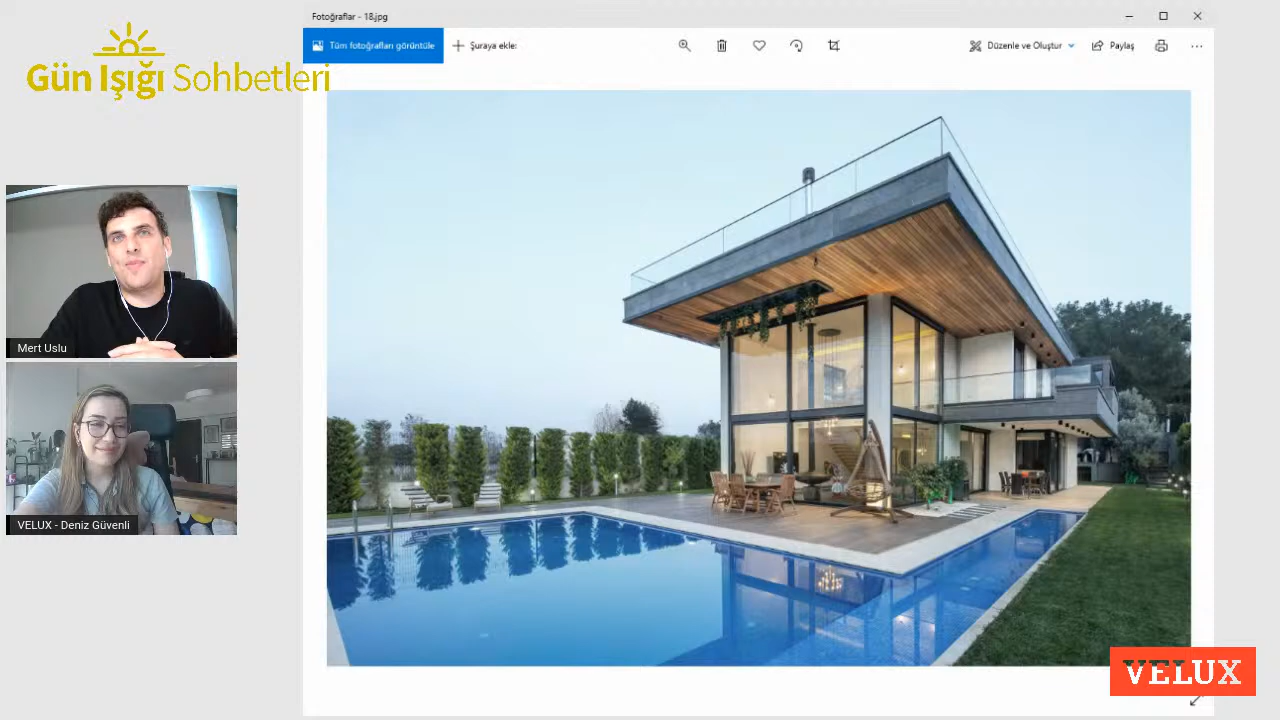 Fotoğraflar - 18.jpg
Tüm fotoğrafları görüntüle
Şuraya ekle:
Düzenle ve Oluştur
Paylaş
Gün Işığı Sohbetleri
Mert Uslu
VELUX - Deniz Güvenli
VELUX